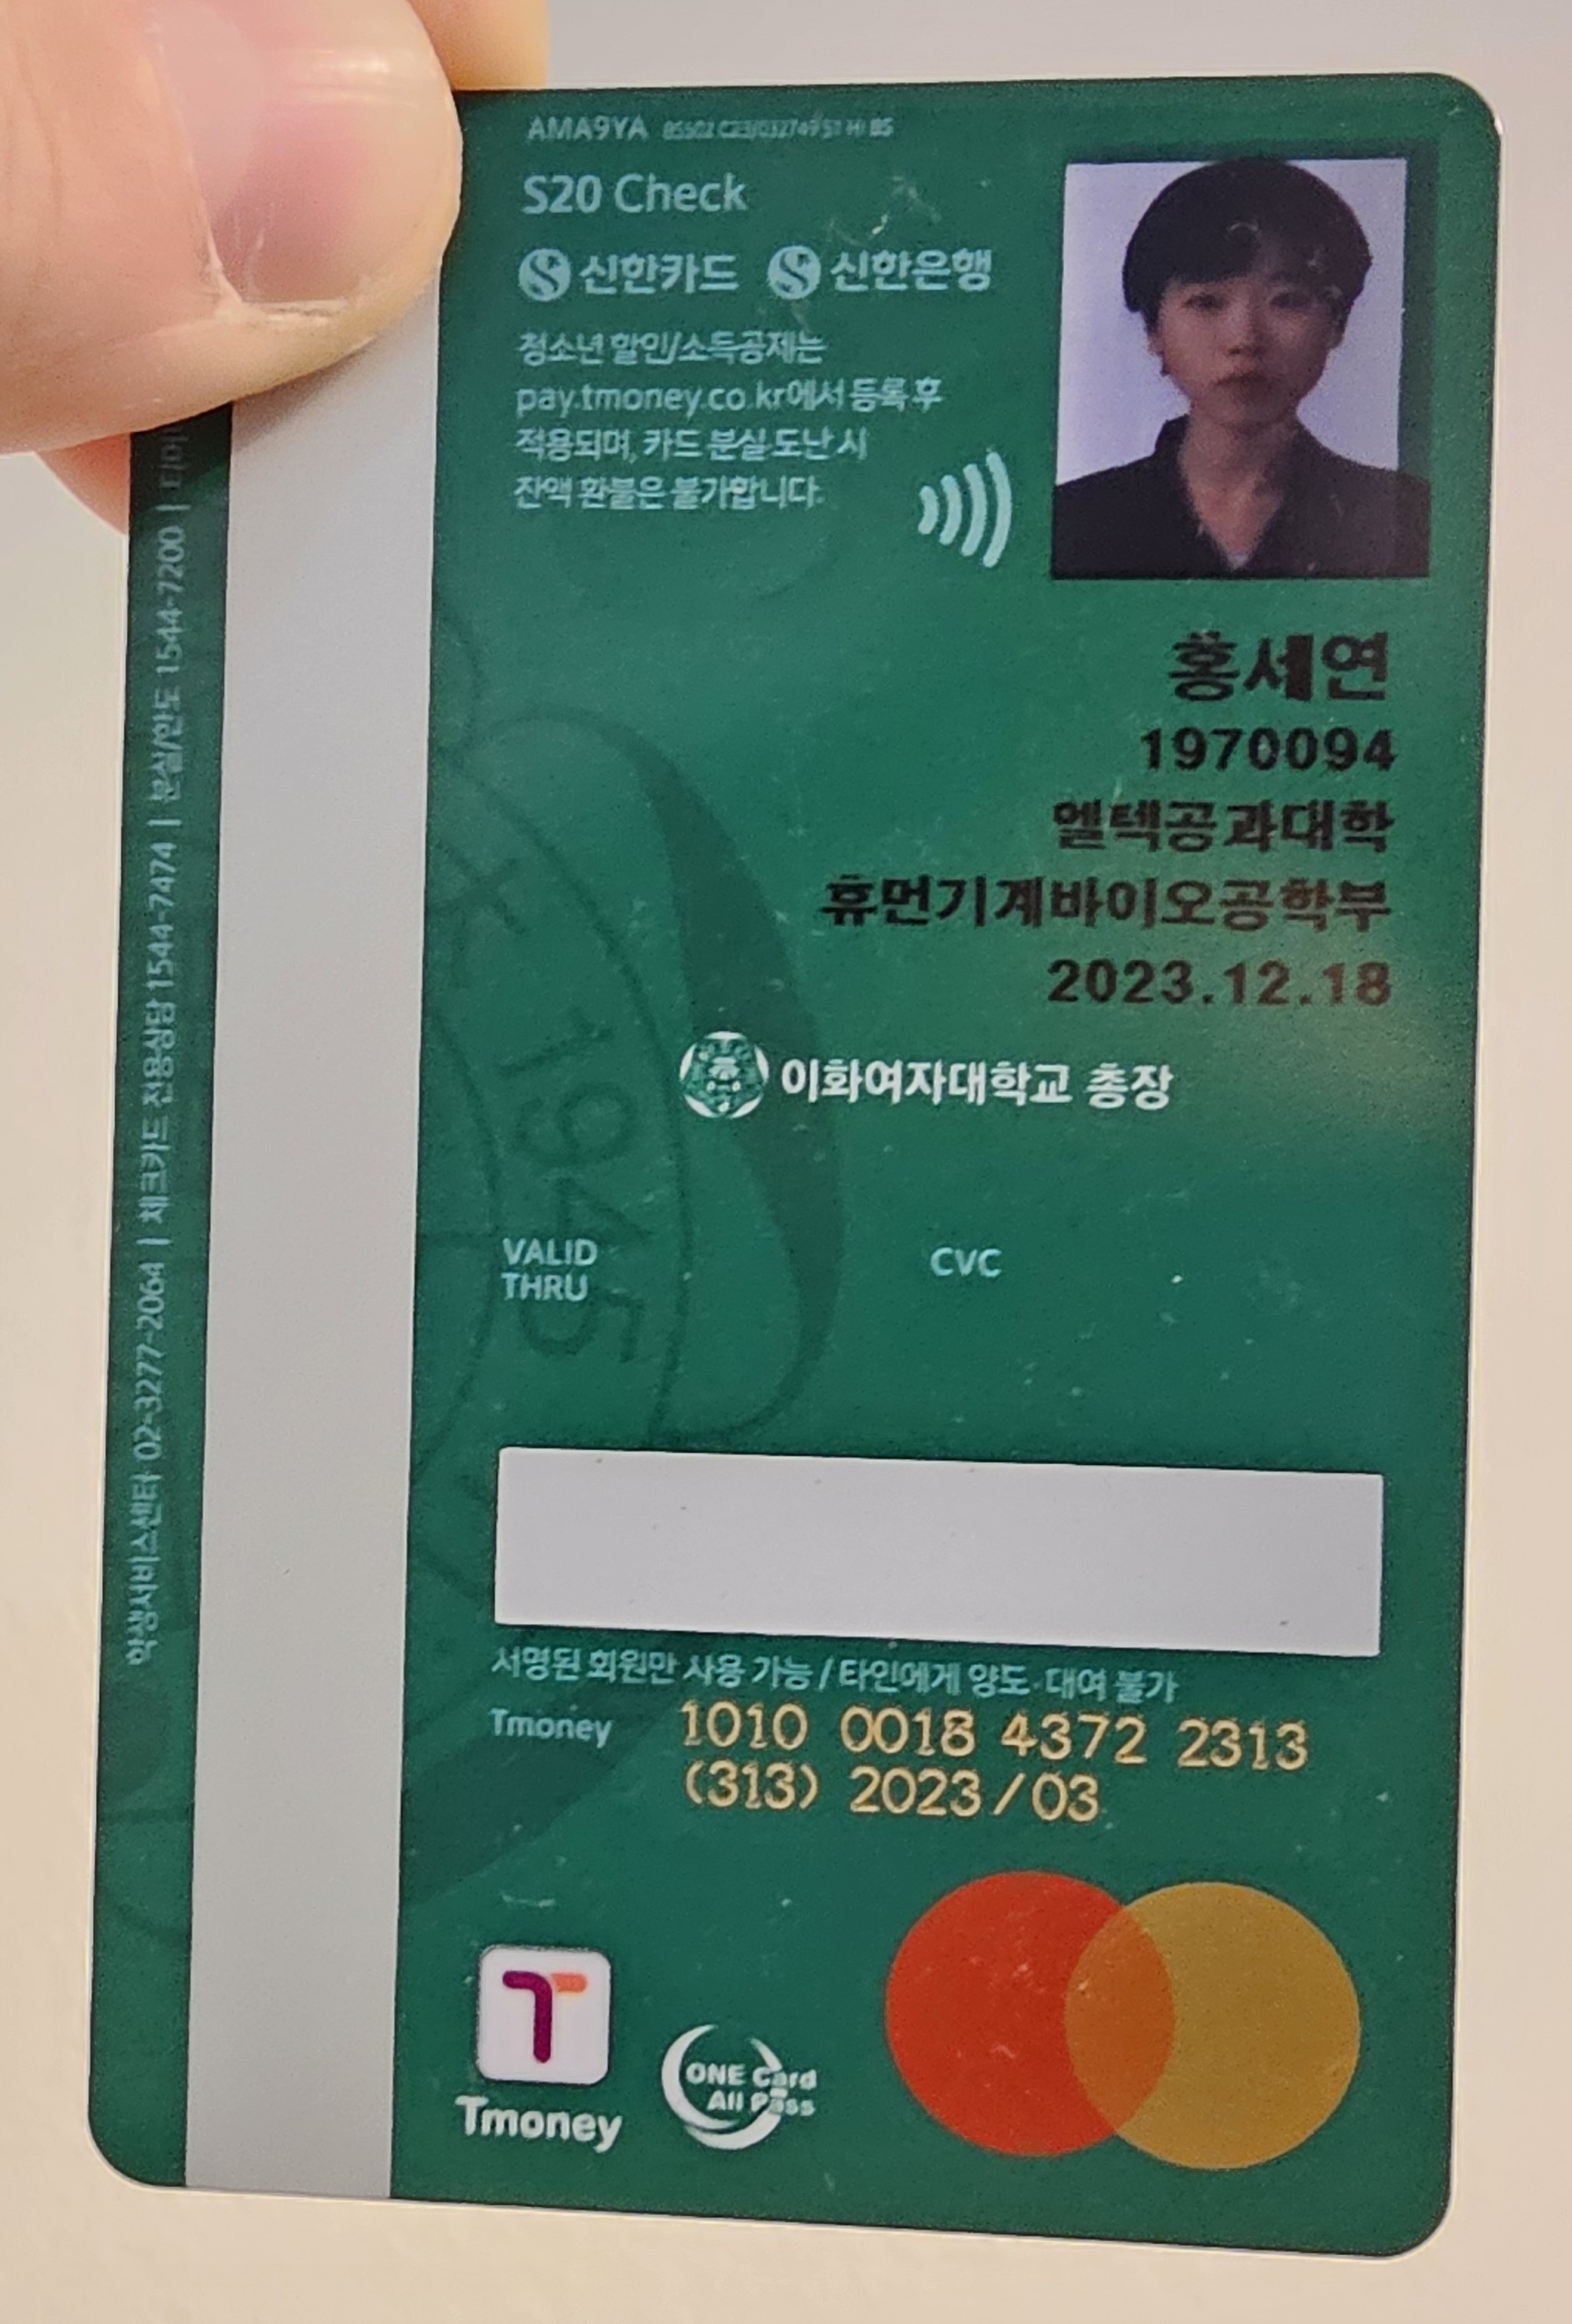 AMA9YA
S20 Check
신한카드 신한은행
청소년 할인/소득공제는
pay.tmoney.co.kr에서 등록 후
적용되며, 카드 분실 도난 시
잔액 환불은 불가합니다.
홍세연
1970094
엘텍공과대학
휴먼기계바이오공학부
2023.12.18
이화여자대학교 총장
1945
VALID
THRU
CVC
서명된 회원만 사용 가능 / 타인에게 양도·대여 불가
Tmoney 1010 0018 4372 2313
(313) 2023/03
Tmoney
ONE Card
All Pass
학생서비스센터 02-3277-2064 | 체크카드 전용상담 1544-7474 | 분실/한도 1544-7200 |